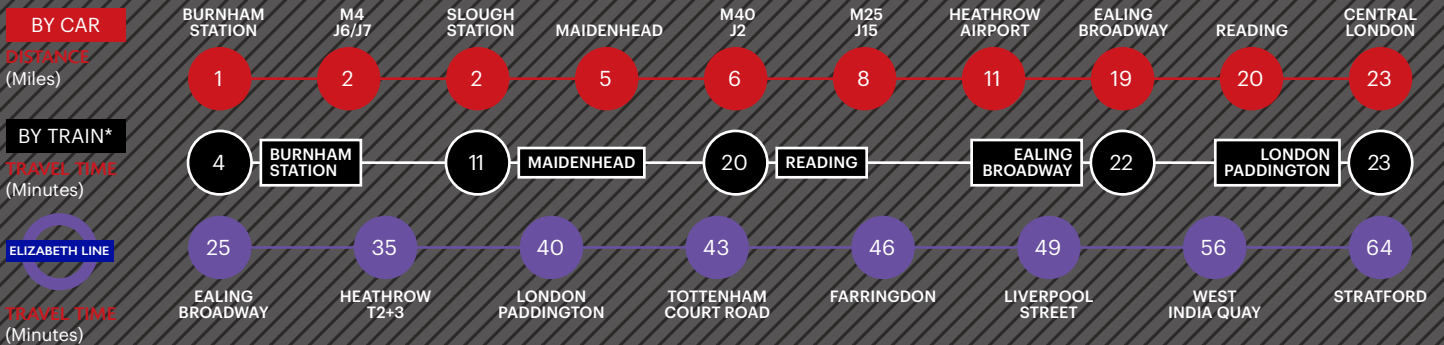 BY CAR
DISTANCE
(Miles)
BURNHAM
STATION
1
M4
J6/J7
2
SLOUGH
STATION
2
MAIDENHEAD
5
M40
J2
6
M25
J15
8
HEATHROW
AIRPORT
11
EALING
BROADWAY
19
READING
20
CENTRAL
LONDON
23
BY TRAIN*
TRAVEL TIME
(Minutes)
4
BURNHAM
STATION
11
MAIDENHEAD
20
READING
EALING
BROADWAY
22
LONDON
PADDINGTON
23
ELIZABETH LINE
TRAVEL TIME
(Minutes)
25
EALING
BROADWAY
35
HEATHROW
T2+3
40
LONDON
PADDINGTON
43
TOTTENHAM
COURT ROAD
46
FARRINGDON
49
LIVERPOOL
STREET
56
WEST
INDIA QUAY
64
STRATFORD